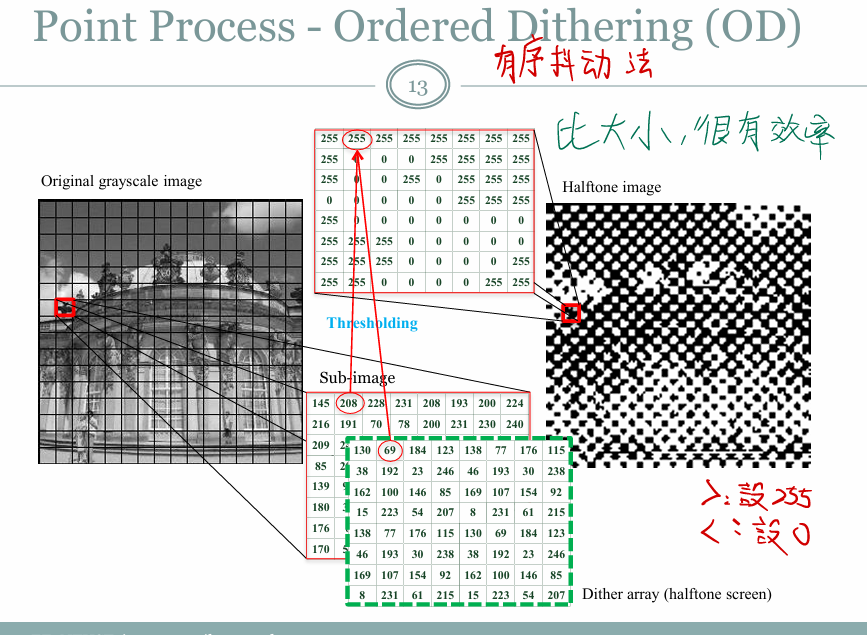 Point Process - Ordered Dithering (OD)
有序抖动法
13
比大小,很有效率
Original grayscale image
255 255 255 255 255 255 255 255
255 0 0 255 255 255 255
255 0 0 255 0 255 255 255
0 0 0 0 0 255 255 255
255 0 0 0 0 0 0 0
255 255 255 0 0 0 0 0
255 255 255 0 0 0 0 255
255 255 0 0 0 0 255 255
Halftone image
Thresholding
Sub-image
145 208 228 231 208 193 200 224
216 191 70 78 200 231 230 240
209
85
139
180
176
170
130 69 184 123 138 77 176 115
38 192 23 246 46 193 30 238
162 100 146 85 169 107 154 92
15 223 54 207 8 231 61 215
138 77 176 115 130 69 184 123
46 193 30 238 38 192 23 246
169 107 154 92 162 100 146 85
8 231 61 215 15 223 54 207
>:設255
<:設0
Dither array (halftone screen)